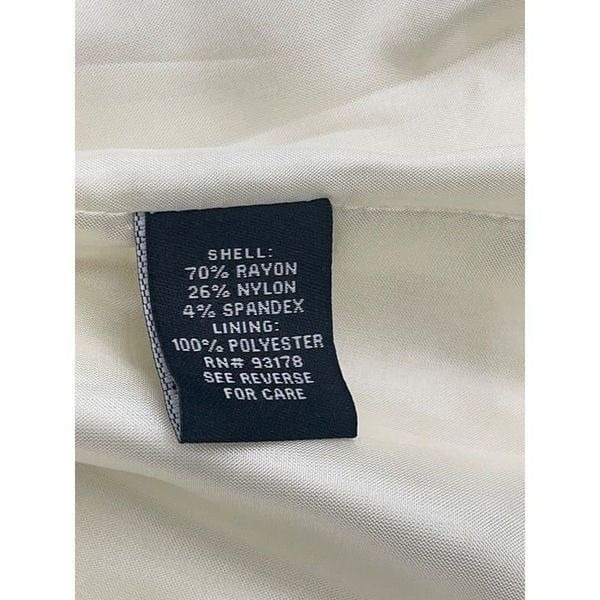 SHELL:
70% RAYON
26% NYLON
4% SPANDEX
LINING:
100% POLYESTER
RN# 93178
SEE REVERSE
FOR CARE